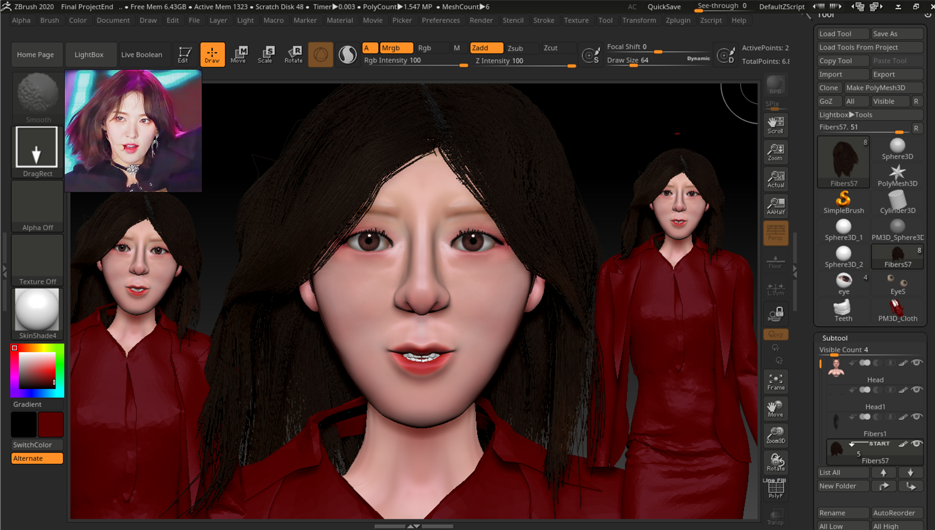 ZBrush 2020 Final ProjectEnd • Free Mem 6.43GB • Active Mem 1323 • Scratch Disk 48 • Timer▶0.003 • PolyCount▶1.547 MP • MeshCount▶6 AC QuickSave See-through 0 DefaultZScript
Alpha Brush Color Document Draw Edit File Layer Light Macro Marker Material Movie Picker Preferences Render Stencil Stroke Texture Tool Transform Zplugin Zscript Help
Tool
Home Page LightBox Live Boolean
Edit Draw Move Scale Rotate
A Mrgb Rgb M Zadd Zsub Zcut
Rgb Intensity 100 Z Intensity 100
Focal Shift 0
Draw Size 64 Dynamic
S D
ActivePoints: 2
TotalPoints: 6.
Smooth
DragRect
Alpha Off
Texture Off
SkinShade4
Gradient
SwitchColor
Alternate
SPix
Scroll
Zoom
Actual
AAHalf
Persp
Floor
L.Sym
Frame
Move
Zoom3D
Rotate
Line Fill
PolyF
Transp
Load Tool Save As
Load Tools From Project
Copy Tool Paste Tool
Import Export
Clone Make PolyMesh3D
GoZ All Visible R
Lightbox▶Tools
Fibers57. 51 R
8
Fibers57
Sphere3D
PolyMesh3D
SimpleBrush
Cylinder3D
Sphere3D_1
PM3D_Sphere3D
8
Sphere3D_2
Fibers57
4
eye
EyeS
Teeth
PM3D_Cloth
Subtool
Visible Count 4
Head
Head1
Fibers1
START
5
Fibers57
List All
New Folder
Rename AutoReorder
All Low All High